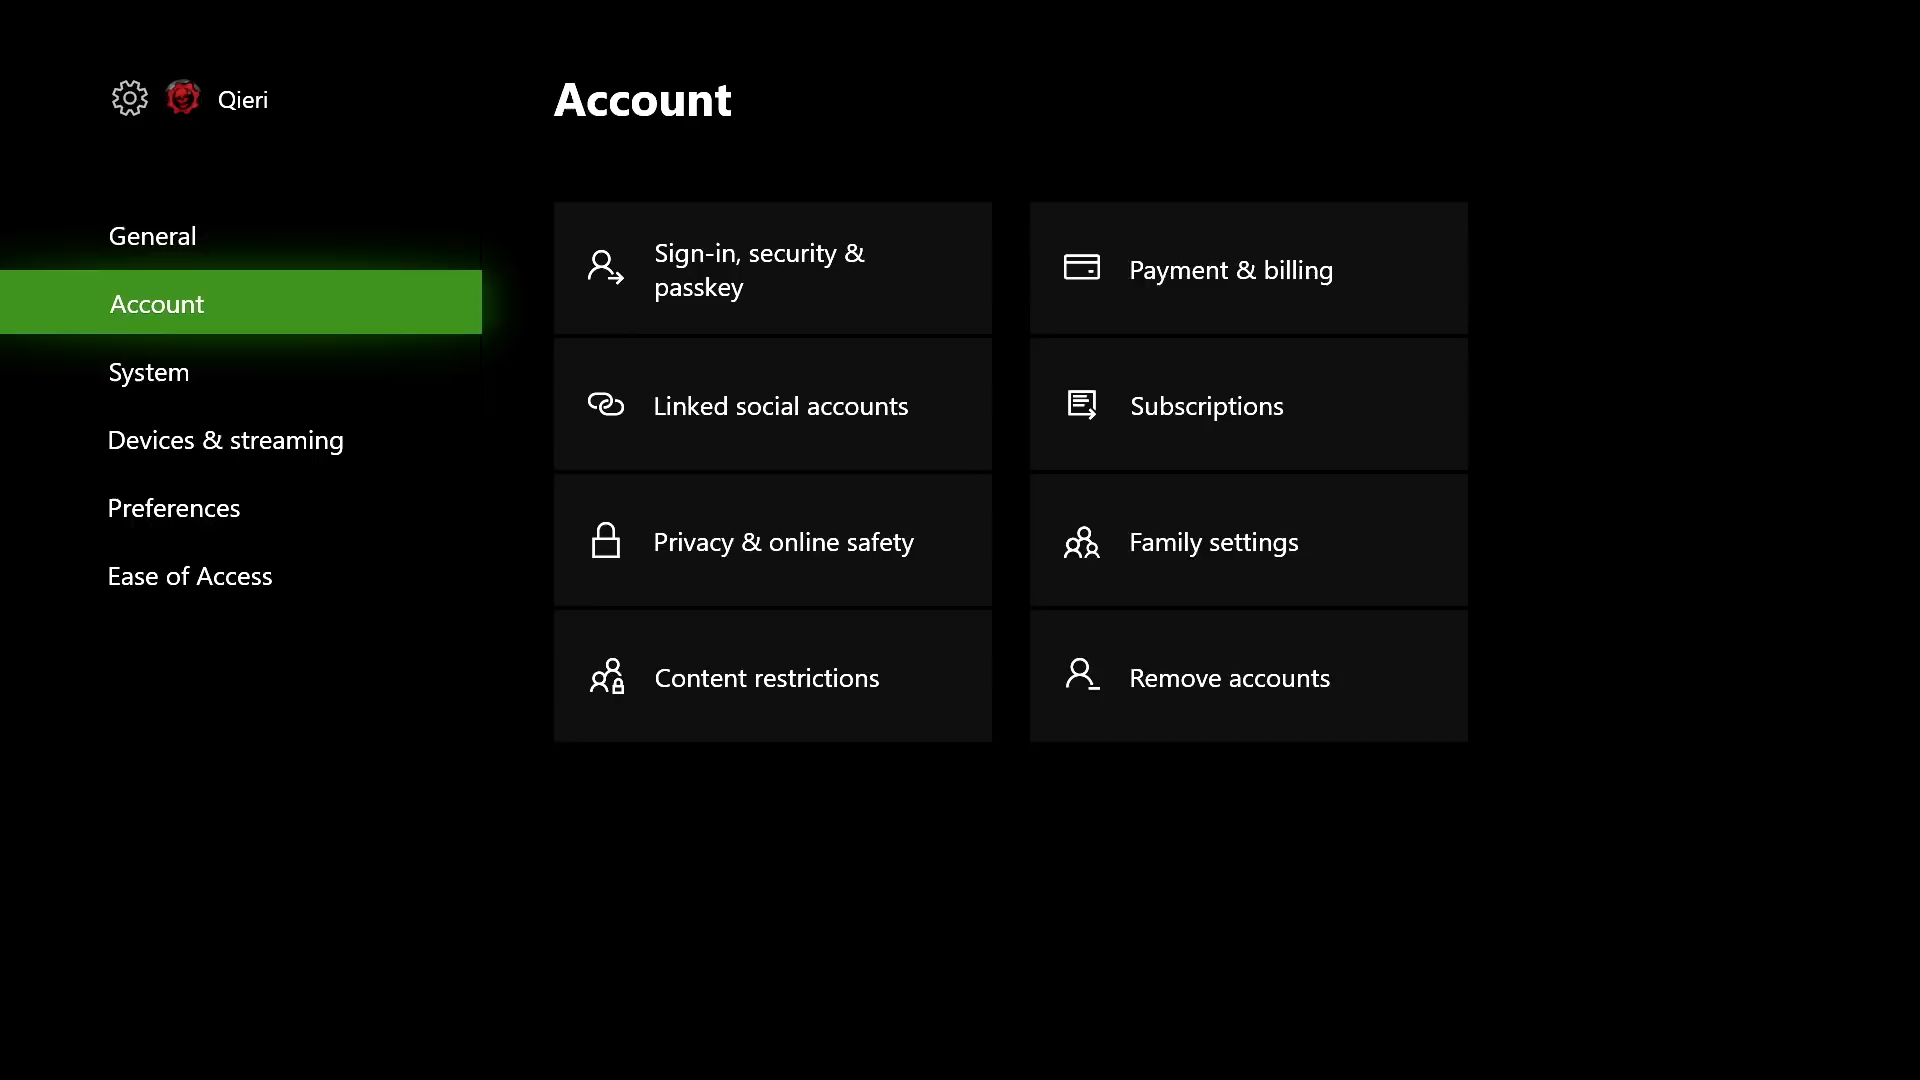 Qieri
Account
General
Account
System
Devices & streaming
Preferences
Ease of Access
Sign-in, security &
passkey
Payment & billing
Linked social accounts
Subscriptions
Privacy & online safety
Family settings
Content restrictions
Remove accounts